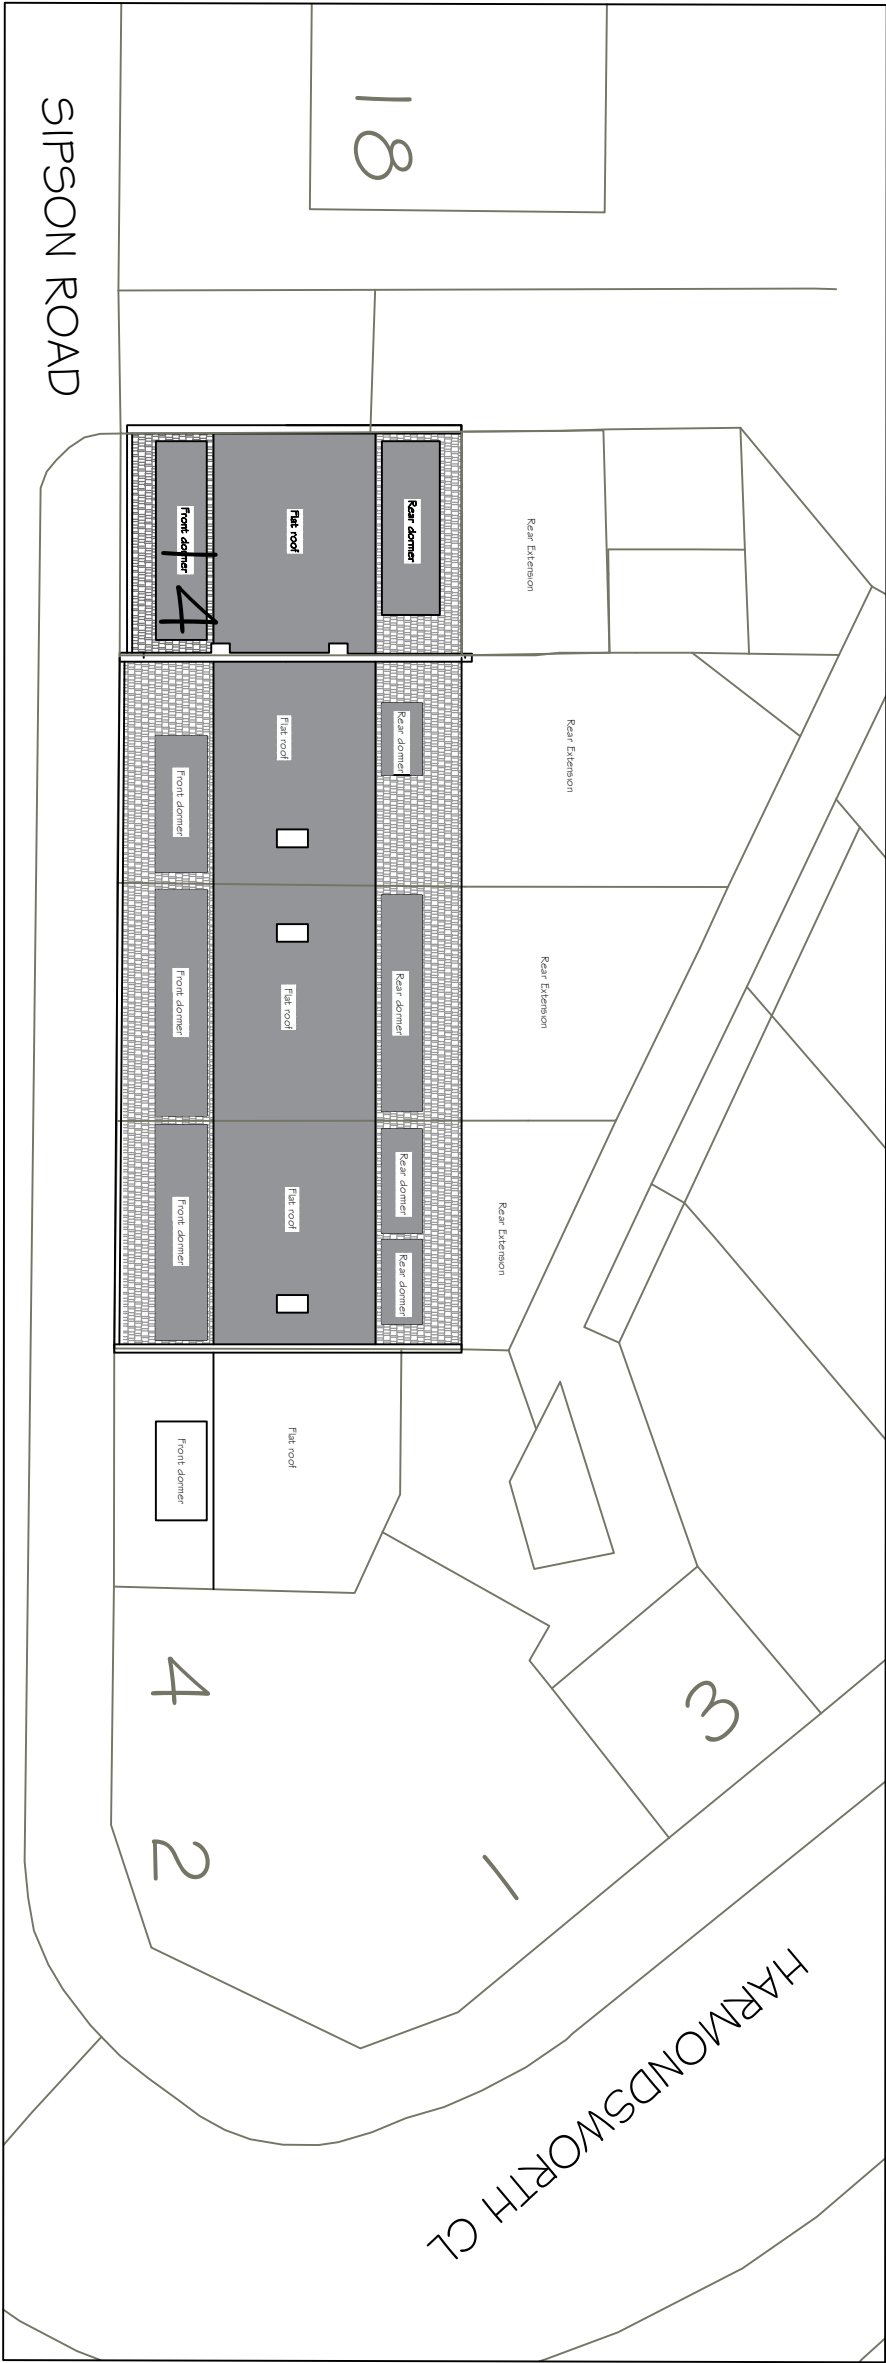 SIPSON ROAD
18
Front dormer
Flat roof
Rear dormer
Rear Extension
14
Front dormer
Flat roof
Rear dormer
Rear Extension
Front dormer
Flat roof
Rear dormer
Rear Extension
Front dormer
Flat roof
Rear dormer
Rear dormer
Rear Extension
Front dormer
Flat roof
4
2
1
3
HARMONDSWORTH CL